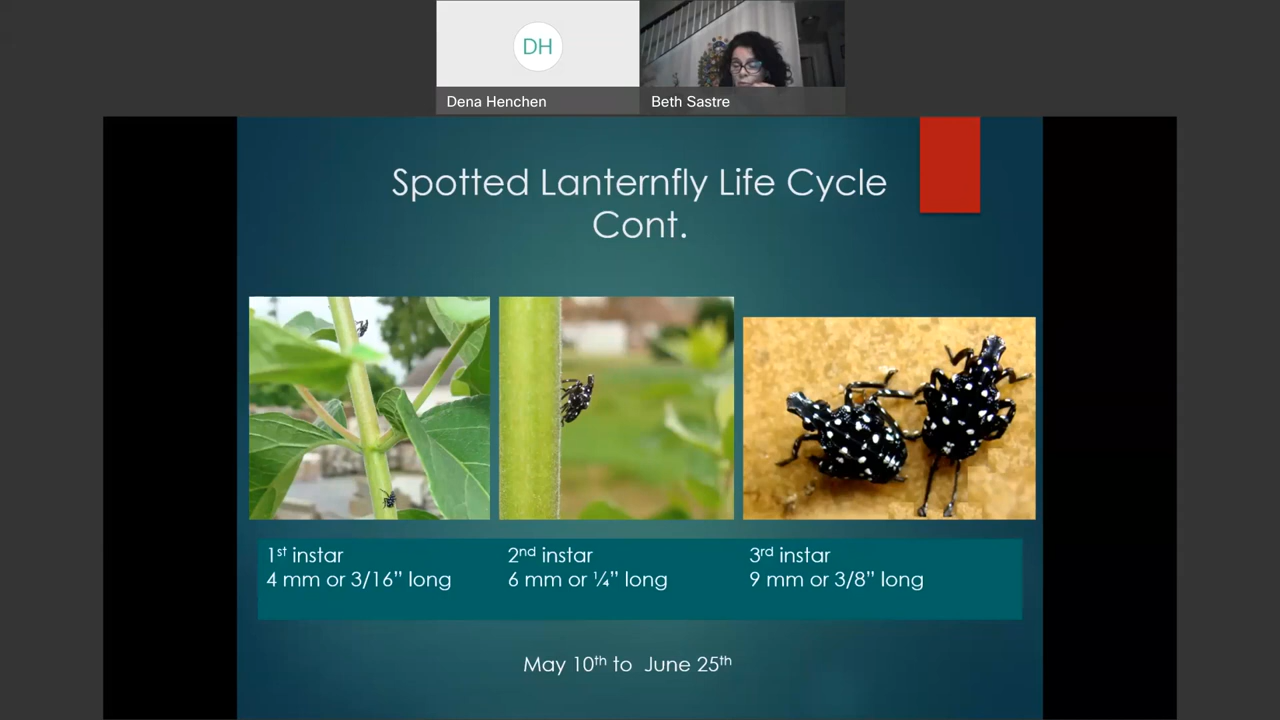 DH
Dena Henchen
Beth Sastre
Spotted Lanternfly Life Cycle
Cont.
1st instar
4 mm or 3/16” long
2nd instar
6 mm or ¼” long
3rd instar
9 mm or 3/8” long
May 10th to June 25th